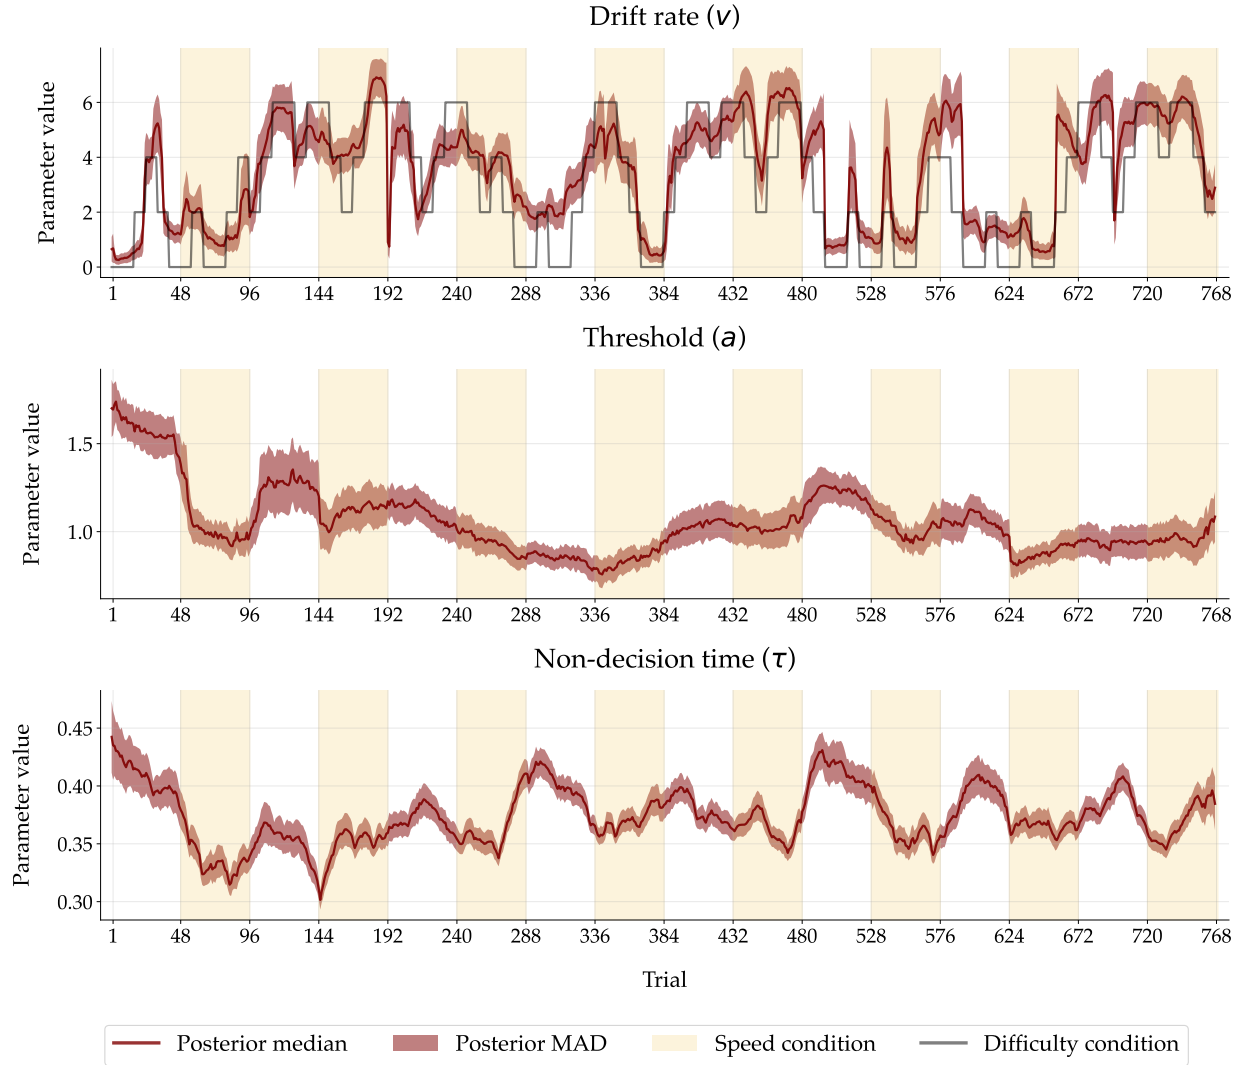 Drift rate (v)
Parameter value
6
4
2
0
1 48 96 144 192 240 288 336 384 432 480 528 576 624 672 720 768
Threshold (a)
Parameter value
1.5
1.0
1 48 96 144 192 240 288 336 384 432 480 528 576 624 672 720 768
Non-decision time (τ)
Parameter value
0.45
0.40
0.35
0.30
1 48 96 144 192 240 288 336 384 432 480 528 576 624 672 720 768
Trial
Posterior median Posterior MAD Speed condition Difficulty condition